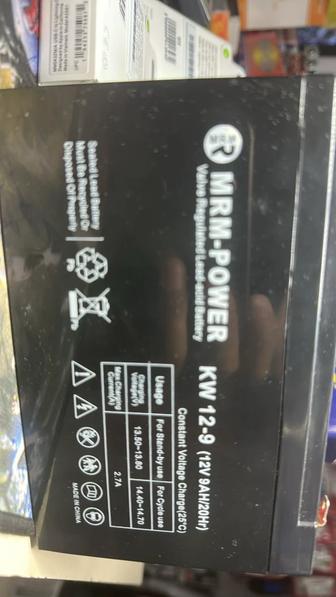 MRM-POWER KW 12-9 (12V 9AH/20Hr)
Valve Regulated Lead-acid Battery
Constant Voltage Charge(25°C)
Usage For Stand-by use For Cycle use
Charging Voltage(V) 13.50~13.80 14.40~14.70
Max Charging Current(A) 2.7A
Sealed Lead Battery
Must Be Recycled Or
Disposed Of Properly
Pb
Pb
MADE IN CHINA